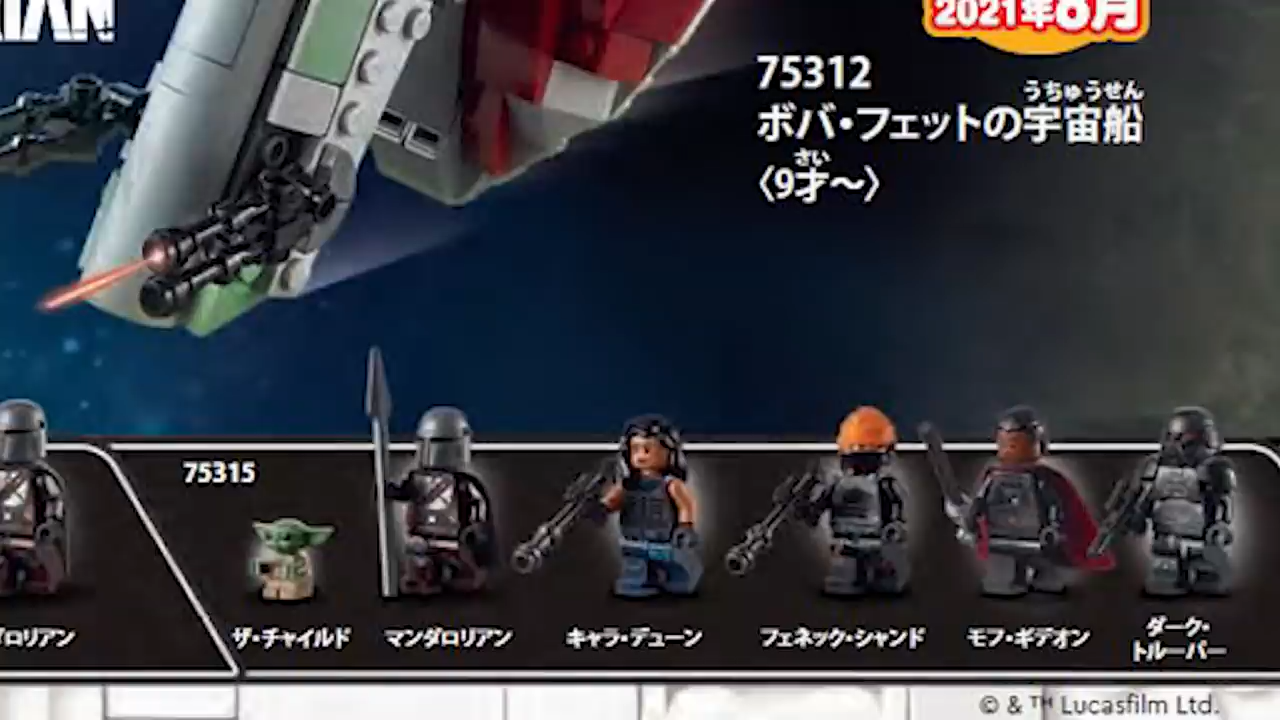 2021年8月
75312
うちゅうせん
ボバ・フェットの宇宙船
さい
〈9才〜〉
75315
ザ・チャイルド
マンダロリアン
キャラ・デューン
フェネック・シャンド
モフ・ギデオン
ダーク・
トルーパー
© & ™ Lucasfilm Ltd.